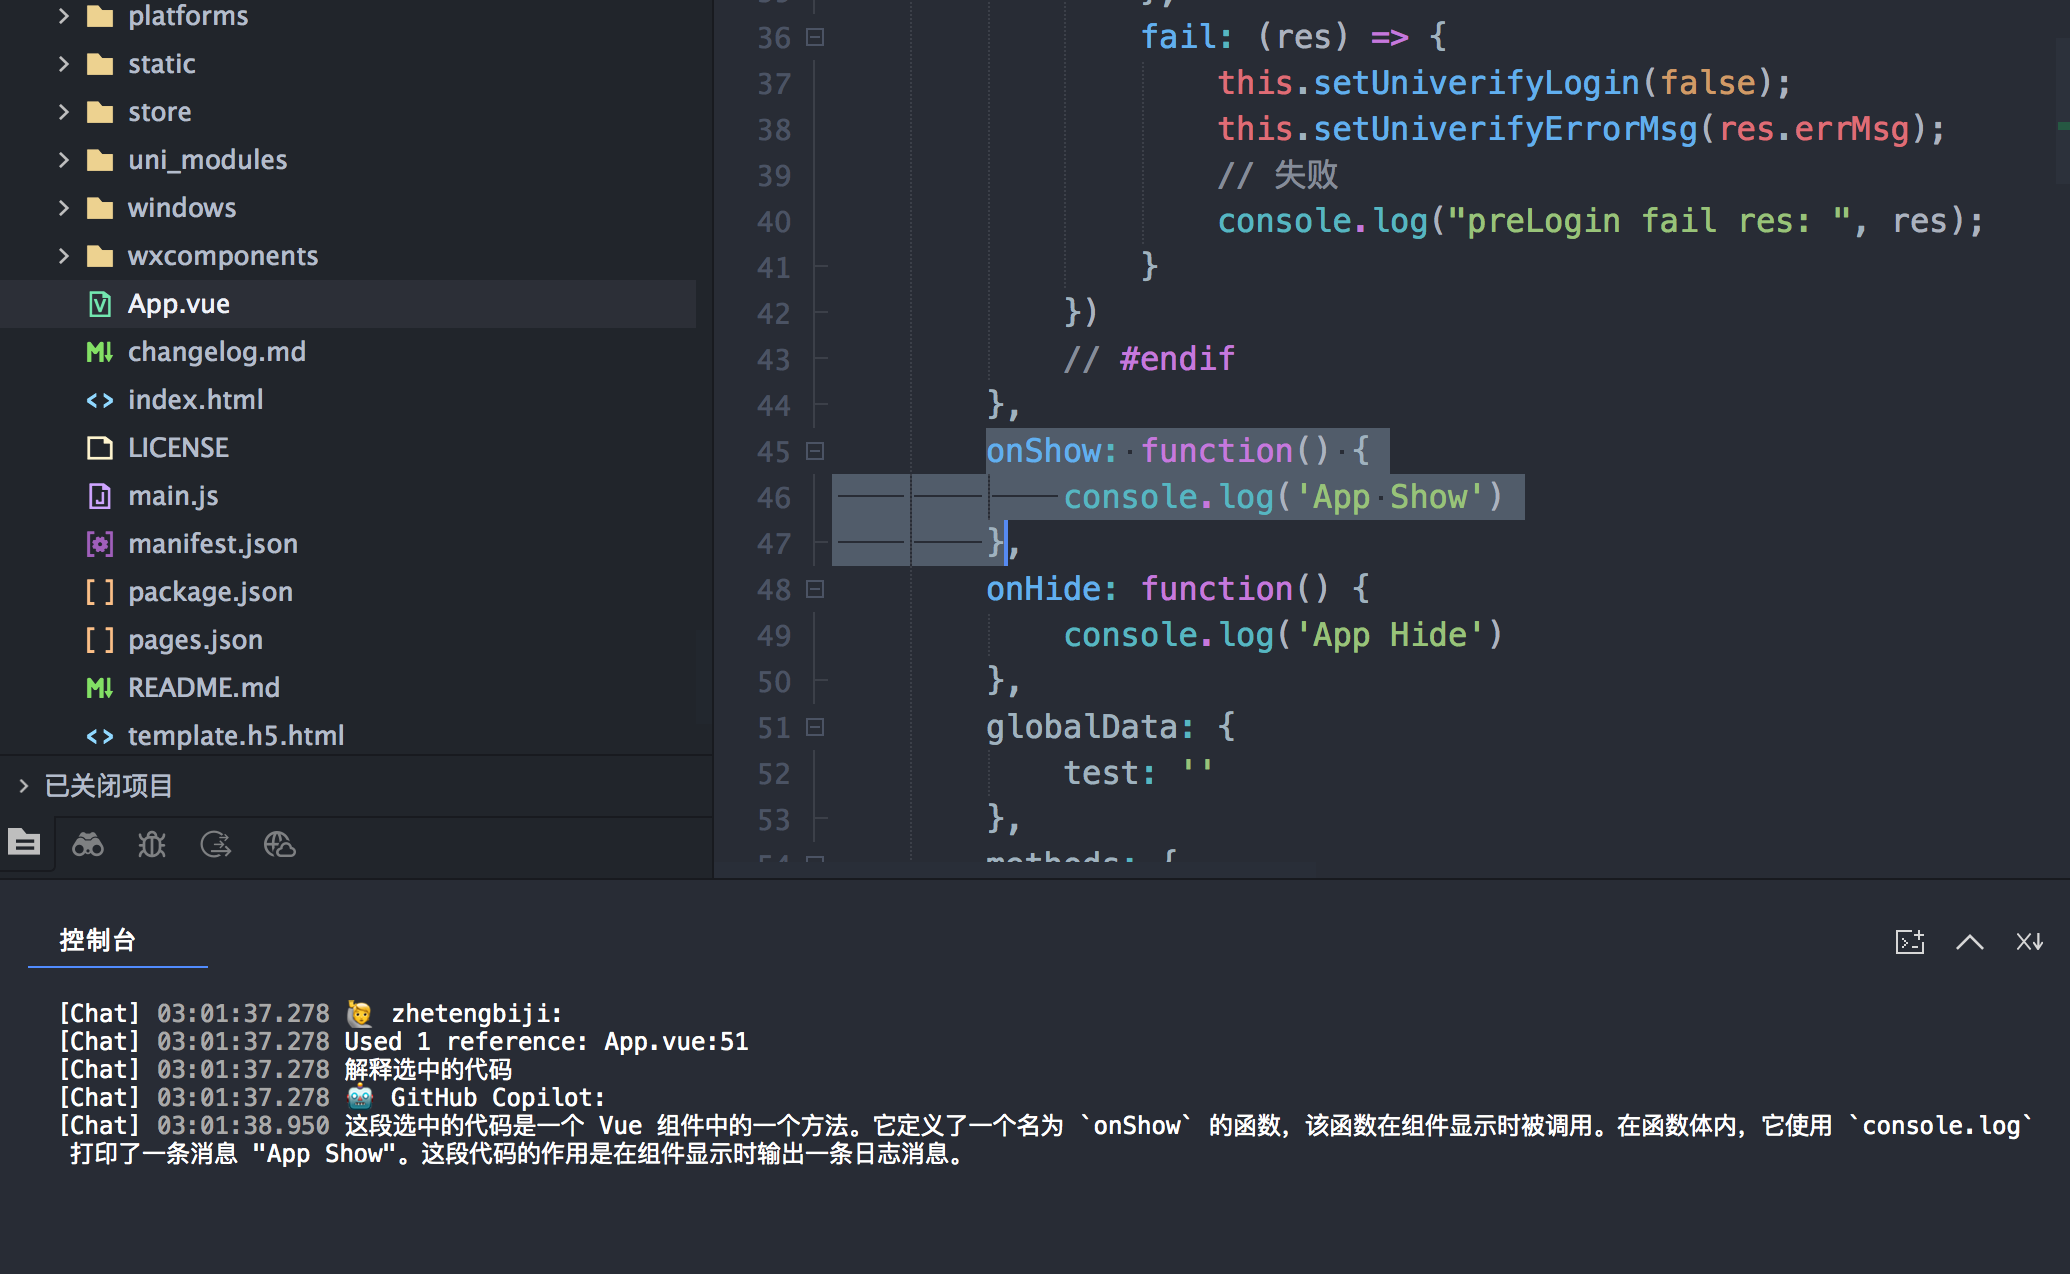 platforms
static
store
uni_modules
windows
wxcomponents
App.vue
changelog.md
index.html
LICENSE
main.js
manifest.json
package.json
pages.json
README.md
template.h5.html
已关闭项目
36 fail: (res) => {
37 this.setUniverifyLogin(false);
38 this.setUniverifyErrorMsg(res.errMsg);
39 // 失败
40 console.log("preLogin fail res: ", res);
41 }
42 })
43 // #endif
44 },
45 onShow: function() {
46 console.log('App Show')
47 },
48 onHide: function() {
49 console.log('App Hide')
50 },
51 globalData: {
52 test: ''
53 },
54 methods: {
控制台
[Chat] 03:01:37.278 🙋 zhetengbiji:
[Chat] 03:01:37.278 Used 1 reference: App.vue:51
[Chat] 03:01:37.278 解释选中的代码
[Chat] 03:01:37.278 🤖 GitHub Copilot:
[Chat] 03:01:38.950 这段选中的代码是一个 Vue 组件中的一个方法。它定义了一个名为 `onShow` 的函数，该函数在组件显示时被调用。在函数体内，它使用 `console.log`
打印了一条消息 "App Show"。这段代码的作用是在组件显示时输出一条日志消息。